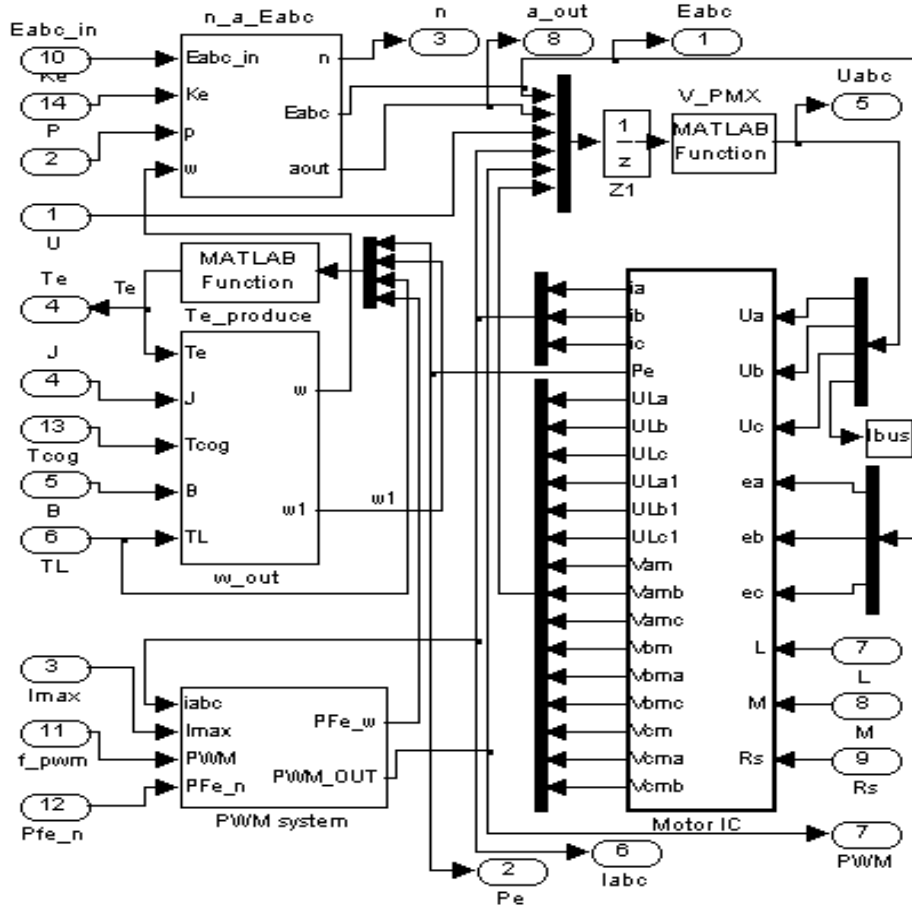 Eabc_in
10
Ke
14
P
2
1
U
n_a_Eabc
Eabc_in
Ke
p
w
n
Eabc
aout
n
3
a_out
8
Eabc
1
Uabc
5
1
z
Z1
V_PMX
MATLAB
Function
Te
4
Te
MATLAB
Function
Te_produce
J
4
13
Tcog
5
B
6
TL
Te
J
Tcog
B
TL
w
w1
w_out
w1
ia
ib
ic
Pe
ULa
ULb
ULc
ULa1
ULb1
ULc1
Vam
Vamb
Vamc
Vbm
Vbma
Vbmc
Vcm
Vcma
Vcmb
Ua
Ub
Uc
ea
eb
ec
L
M
Rs
Motor IC
Ibus
7
L
8
M
9
Rs
3
Imax
11
f_pwm
12
Pfe_n
iabc
Imax
PWM
PFe_n
PFe_w
PWM_OUT
PWM system
2
Pe
6
Iabc
7
PWM